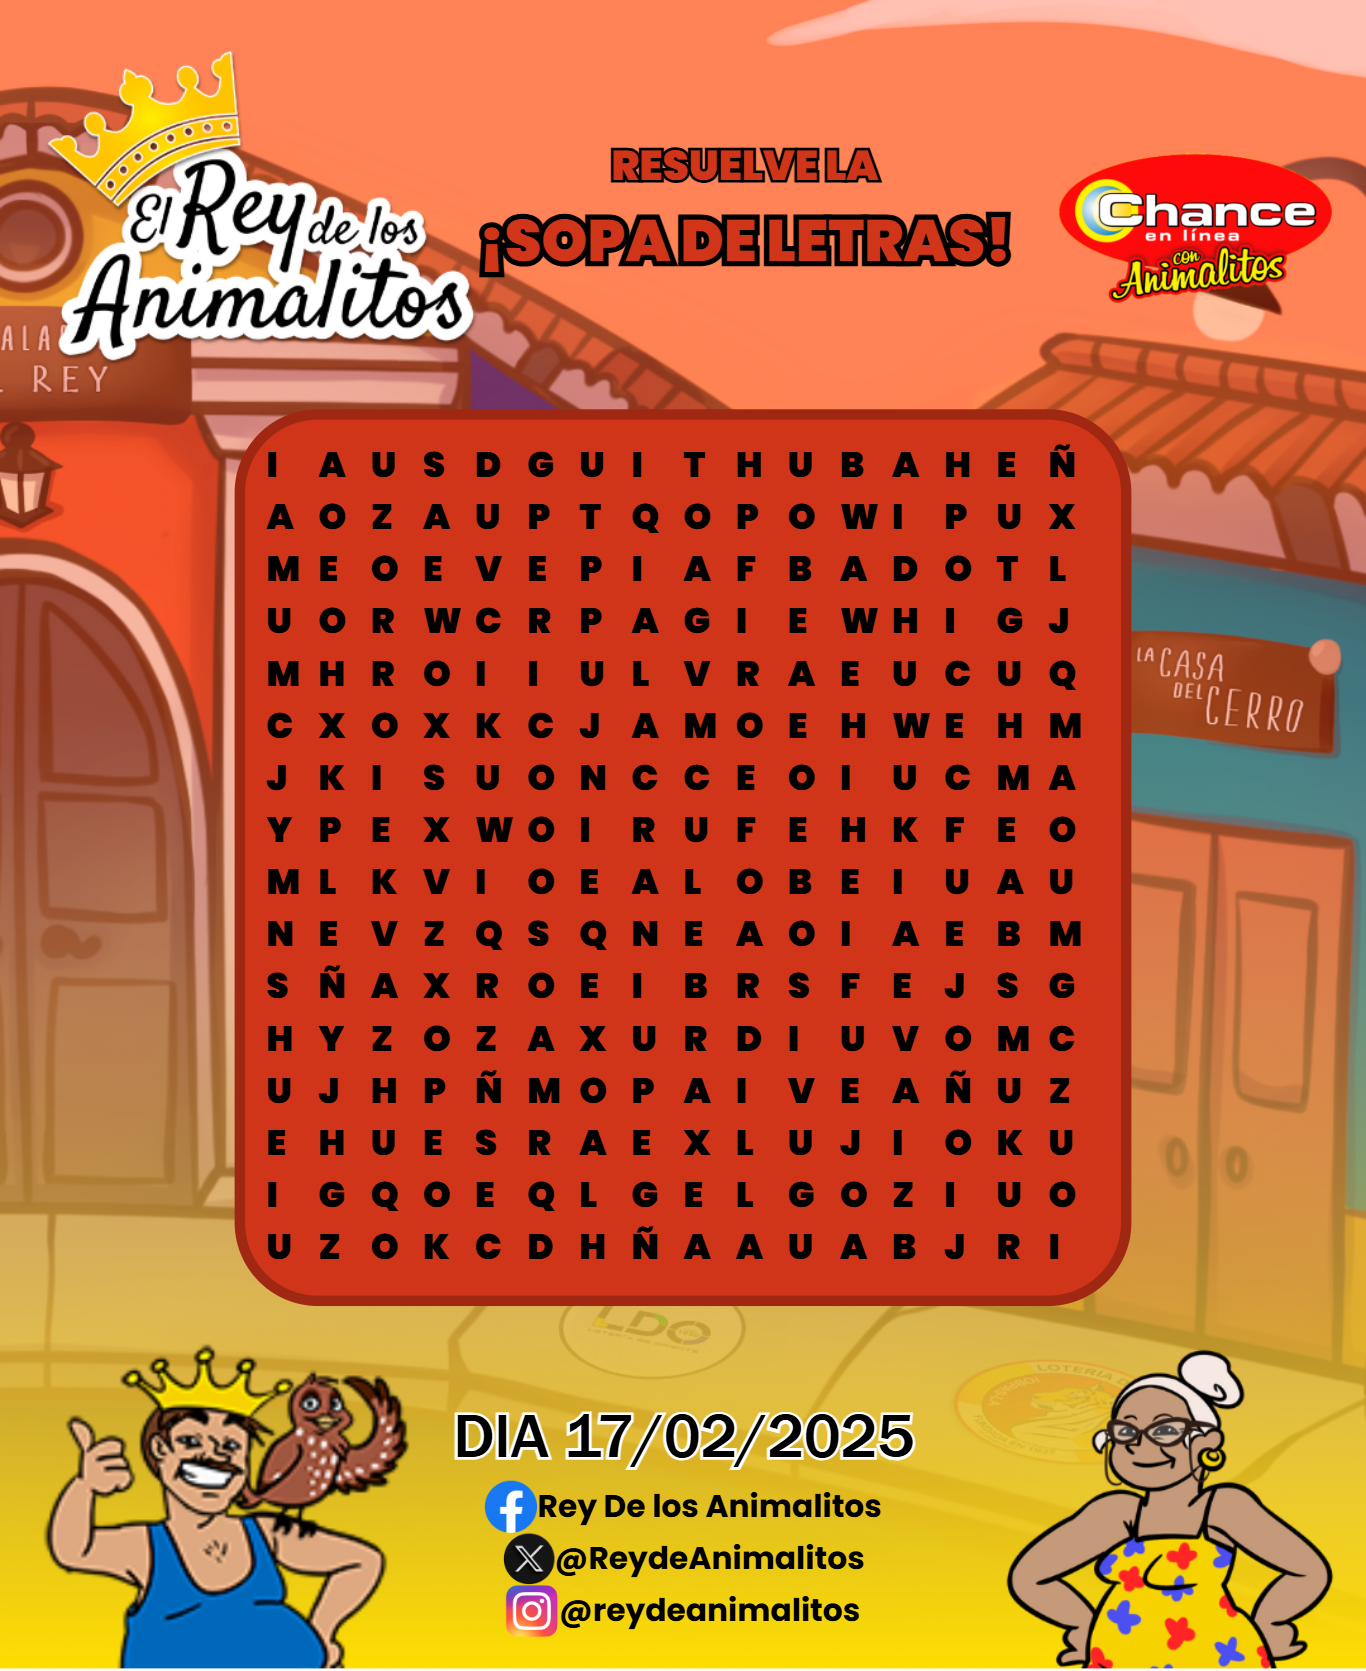 El Rey de los
Animalitos
RESUELVE LA
¡SOPA DE LETRAS!
Chance
en línea
con
Animalitos
REY
LA CASA
DEL CERRO
I A U S D G U I T H U B A H E Ñ
A O Z A U P T Q O P O W I P U X
M E O E V E P I A F B A D O T L
U O R W C R P A G I E W H I G J
M H R O I I U L V R A E U C U Q
C X O X K C J A M O E H W E H M
J K I S U O N C C E O I U C M A
Y P E X W O I R U F E H K F E O
M L K V I O E A L O B E I U A U
N E V Z Q S Q N E A O I A E B M
S Ñ A X R O E I B R S F E J S G
H Y Z O Z A X U R D I U V O M C
U J H P Ñ M O P A I V E A Ñ U Z
E H U E S R A E X L U J I O K U
I G Q O E Q L G E L G O Z I U O
U Z O K C D H Ñ A A U A B J R I
LDO
DIA 17/02/2025
Rey De los Animalitos
@ReydeAnimalitos
@reydeanimalitos